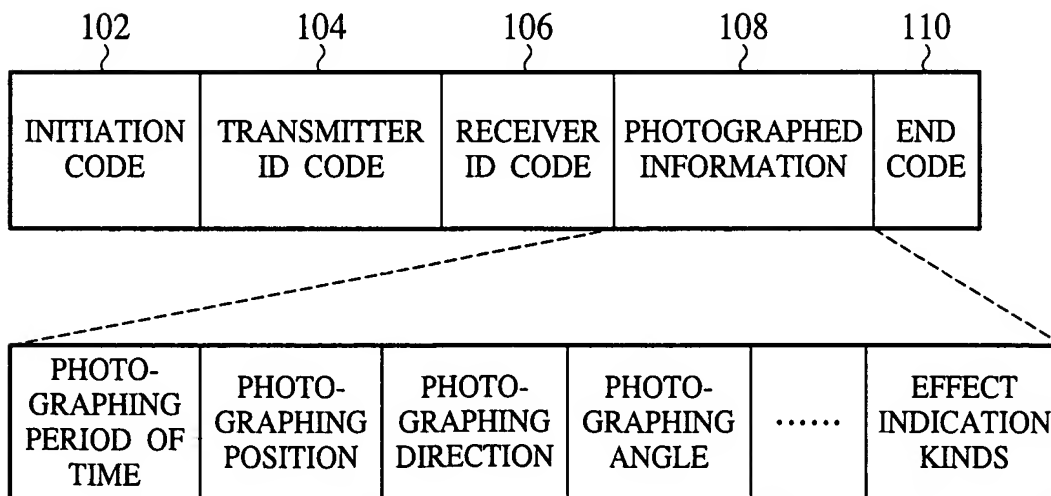 102 104 106 108 110
INITIATION CODE TRANSMITTER ID CODE RECEIVER ID CODE PHOTOGRAPHED INFORMATION END CODE
PHOTO-
GRAPHING
PERIOD OF
TIME
PHOTO-
GRAPHING
POSITION
PHOTO-
GRAPHING
DIRECTION
PHOTO-
GRAPHING
ANGLE
......
EFFECT
INDICATION
KINDS